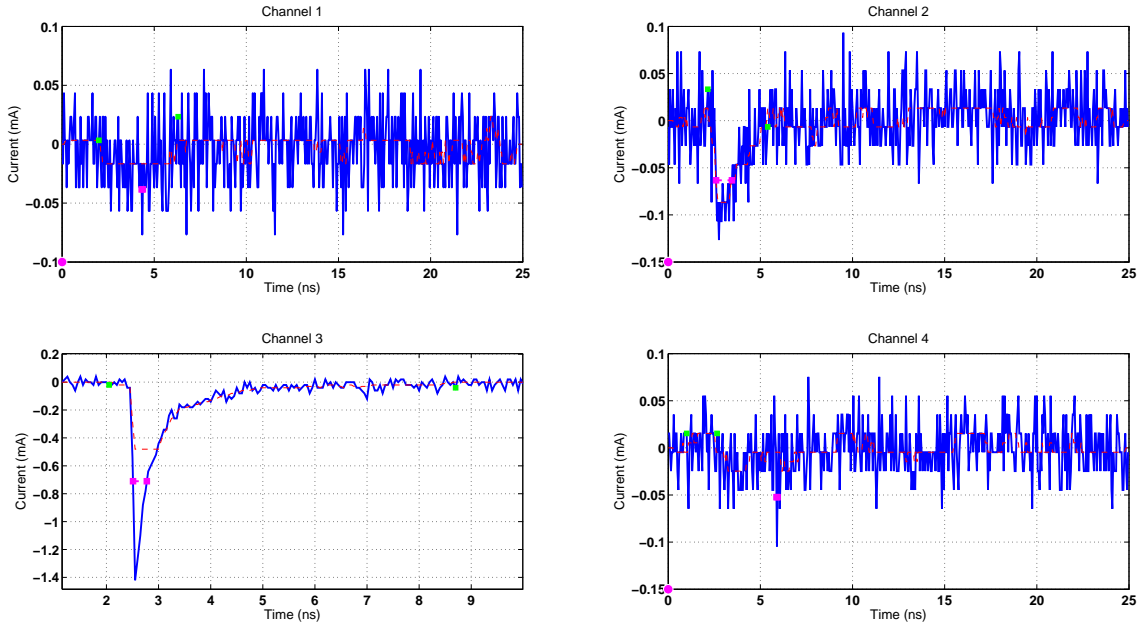 Channel 1
Current (mA)
0.1
0.05
0
−0.05
−0.1
0 5 10 15 20 25
Time (ns)
Channel 2
Current (mA)
0.1
0.05
0
−0.05
−0.1
−0.15
0 5 10 15 20 25
Time (ns)
Channel 3
Current (mA)
0.2
0
−0.2
−0.4
−0.6
−0.8
−1
−1.2
−1.4
2 3 4 5 6 7 8 9
Time (ns)
Channel 4
Current (mA)
0.1
0.05
0
−0.05
−0.1
−0.15
0 5 10 15 20 25
Time (ns)